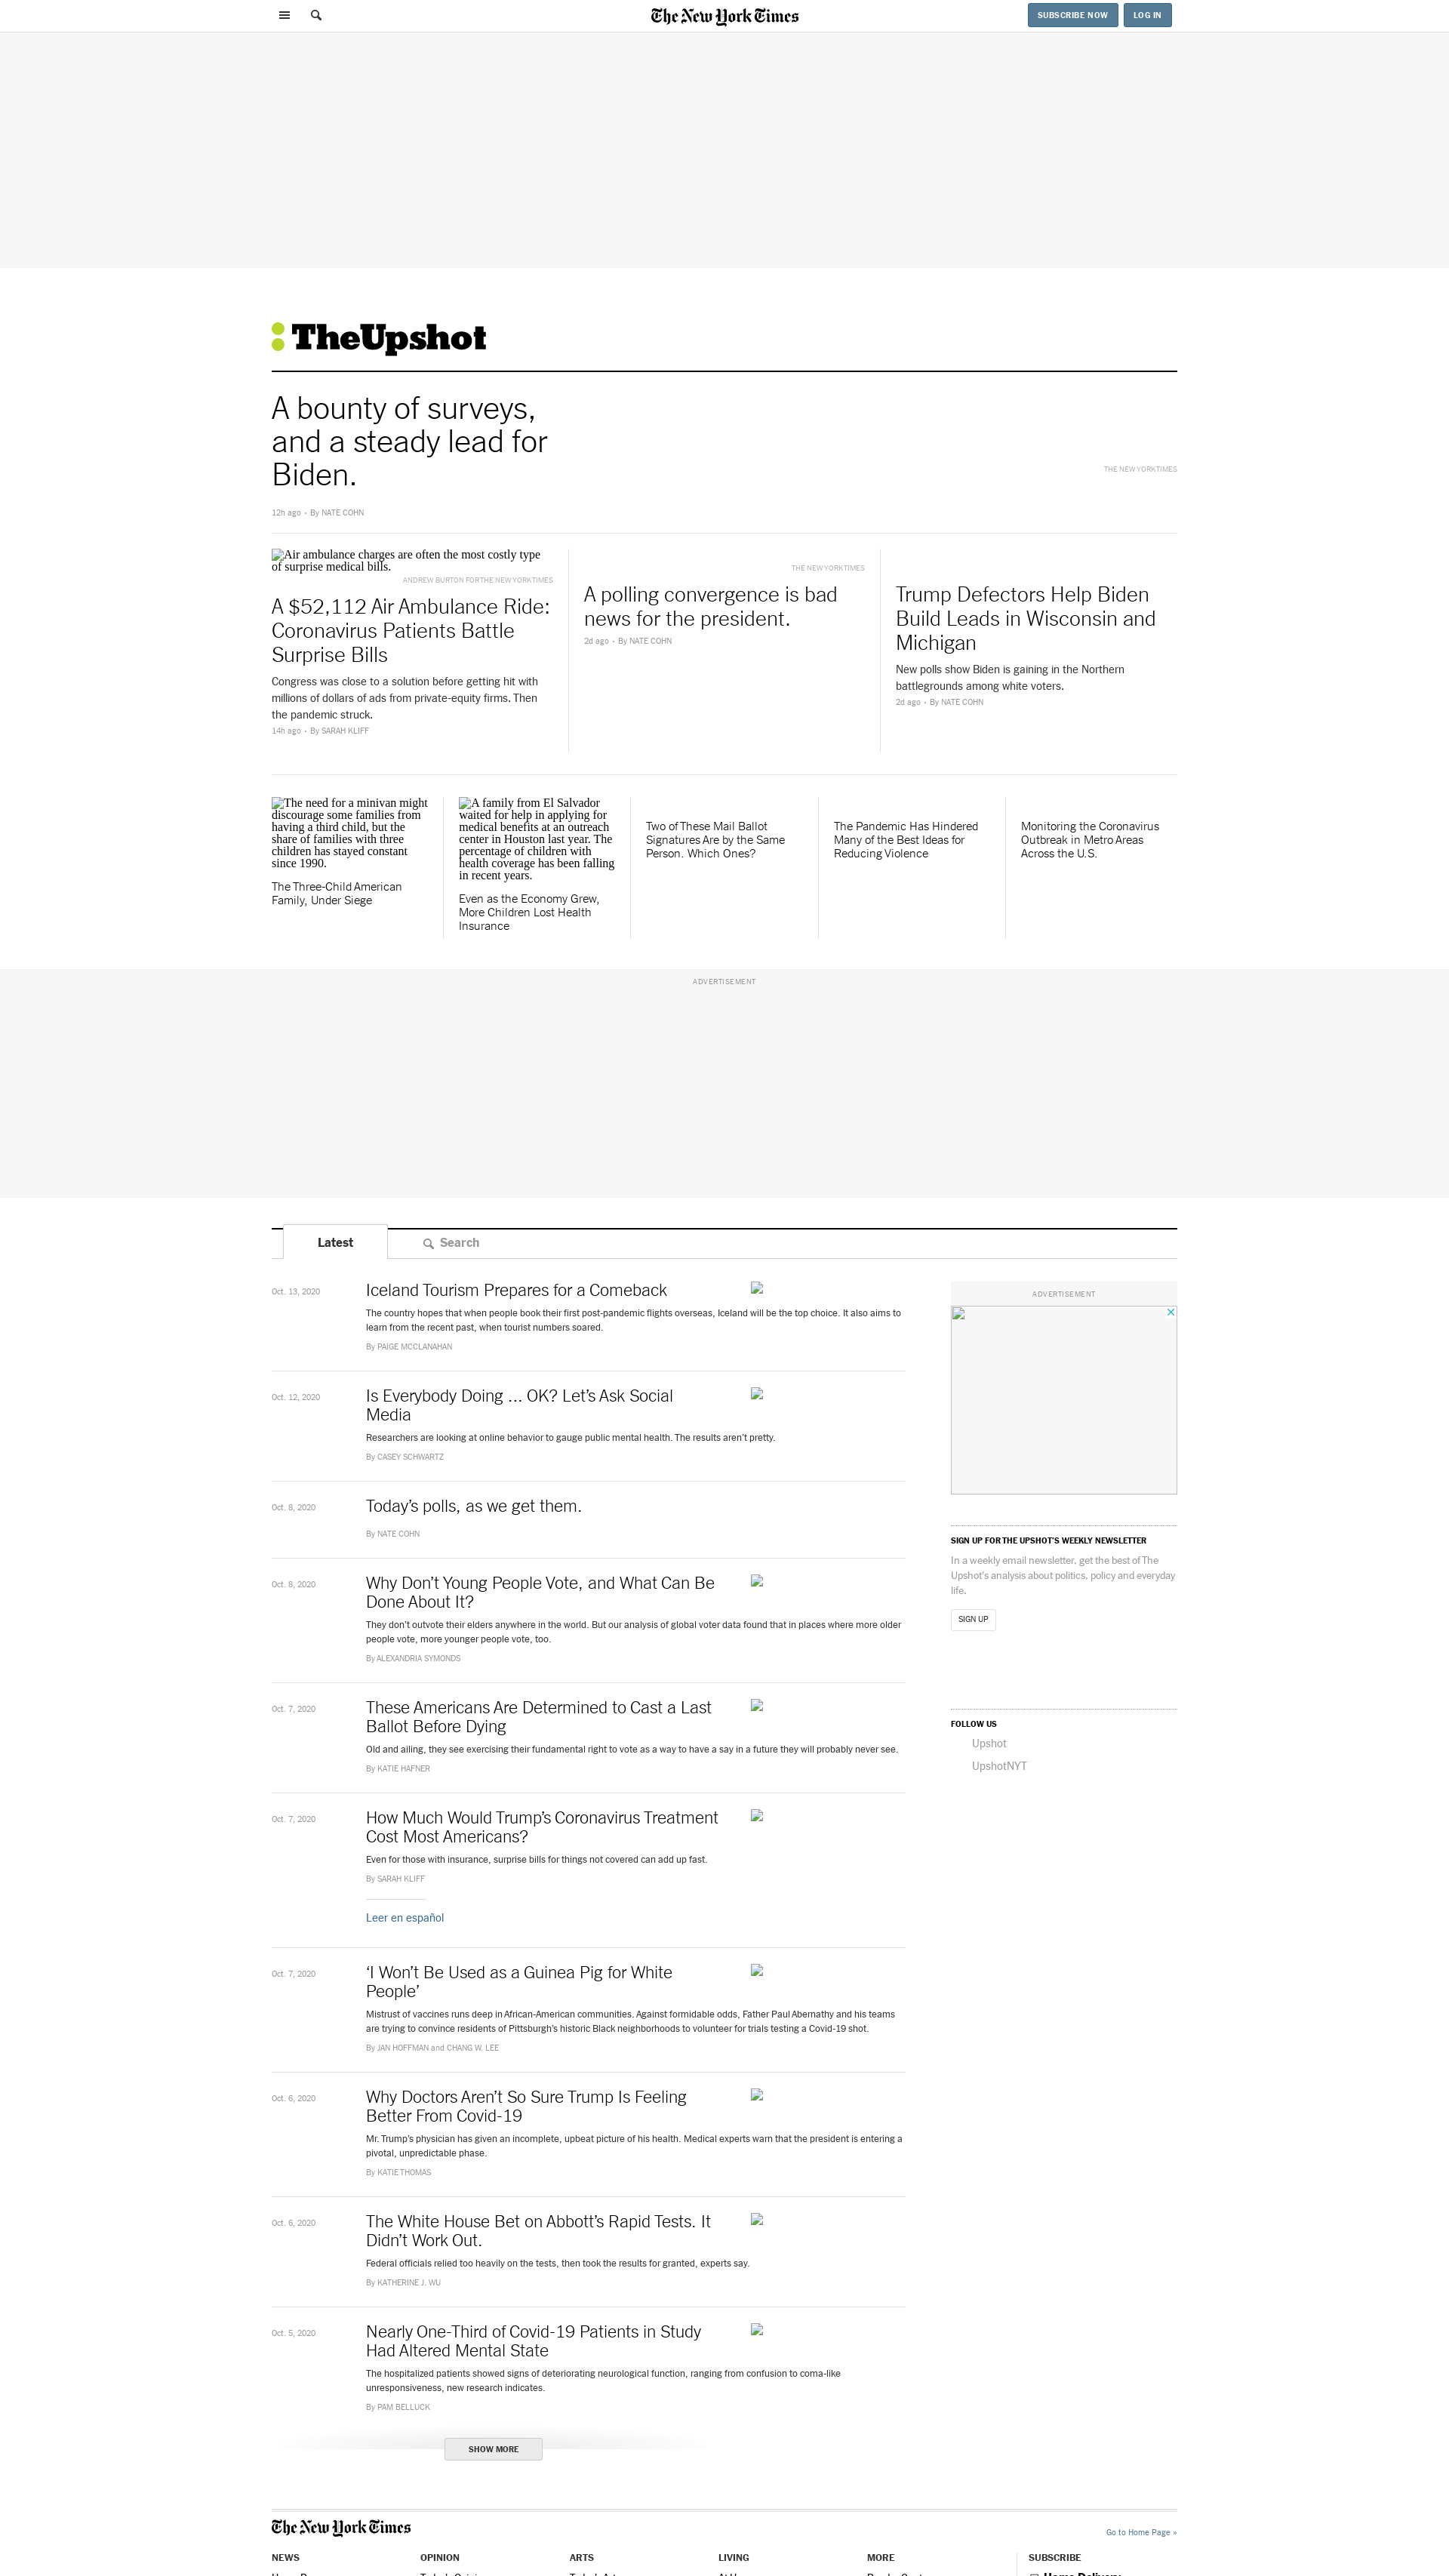 The New York Times
SUBSCRIBE NOW
LOG IN
TheUpshot
A bounty of surveys,
and a steady lead for
Biden.
THE NEW YORK TIMES
12h ago • By NATE COHN
Air ambulance charges are often the most costly type
of surprise medical bills.
ANDREW BURTON FOR THE NEW YORK TIMES
A $52,112 Air Ambulance Ride:
Coronavirus Patients Battle
Surprise Bills
Congress was close to a solution before getting hit with
millions of dollars of ads from private-equity firms. Then
the pandemic struck.
14h ago • By SARAH KLIFF
THE NEW YORK TIMES
A polling convergence is bad
news for the president.
2d ago • By NATE COHN
Trump Defectors Help Biden
Build Leads in Wisconsin and
Michigan
New polls show Biden is gaining in the Northern
battlegrounds among white voters.
2d ago • By NATE COHN
The need for a minivan might
discourage some families from
having a third child, but the
share of families with three
children has stayed constant
since 1990.
The Three-Child American
Family, Under Siege
A family from El Salvador
waited for help in applying for
medical benefits at an outreach
center in Houston last year. The
percentage of children with
health coverage has been falling
in recent years.
Even as the Economy Grew,
More Children Lost Health
Insurance
Two of These Mail Ballot
Signatures Are by the Same
Person. Which Ones?
The Pandemic Has Hindered
Many of the Best Ideas for
Reducing Violence
Monitoring the Coronavirus
Outbreak in Metro Areas
Across the U.S.
ADVERTISEMENT
Latest
Search
Oct. 13, 2020
Iceland Tourism Prepares for a Comeback
The country hopes that when people book their first post-pandemic flights overseas, Iceland will be the top choice. It also aims to
learn from the recent past, when tourist numbers soared.
By PAIGE MCCLANAHAN
Oct. 12, 2020
Is Everybody Doing ... OK? Let’s Ask Social
Media
Researchers are looking at online behavior to gauge public mental health. The results aren’t pretty.
By CASEY SCHWARTZ
Oct. 8, 2020
Today’s polls, as we get them.
By NATE COHN
Oct. 8, 2020
Why Don’t Young People Vote, and What Can Be
Done About It?
They don’t outvote their elders anywhere in the world. But our analysis of global voter data found that in places where more older
people vote, more younger people vote, too.
By ALEXANDRIA SYMONDS
Oct. 7, 2020
These Americans Are Determined to Cast a Last
Ballot Before Dying
Old and ailing, they see exercising their fundamental right to vote as a way to have a say in a future they will probably never see.
By KATIE HAFNER
Oct. 7, 2020
How Much Would Trump’s Coronavirus Treatment
Cost Most Americans?
Even for those with insurance, surprise bills for things not covered can add up fast.
By SARAH KLIFF
Leer en español
Oct. 7, 2020
‘I Won’t Be Used as a Guinea Pig for White
People’
Mistrust of vaccines runs deep in African-American communities. Against formidable odds, Father Paul Abernathy and his teams
are trying to convince residents of Pittsburgh’s historic Black neighborhoods to volunteer for trials testing a Covid-19 shot.
By JAN HOFFMAN and CHANG W. LEE
Oct. 6, 2020
Why Doctors Aren’t So Sure Trump Is Feeling
Better From Covid-19
Mr. Trump’s physician has given an incomplete, upbeat picture of his health. Medical experts warn that the president is entering a
pivotal, unpredictable phase.
By KATIE THOMAS
Oct. 6, 2020
The White House Bet on Abbott’s Rapid Tests. It
Didn’t Work Out.
Federal officials relied too heavily on the tests, then took the results for granted, experts say.
By KATHERINE J. WU
Oct. 5, 2020
Nearly One-Third of Covid-19 Patients in Study
Had Altered Mental State
The hospitalized patients showed signs of deteriorating neurological function, ranging from confusion to coma-like
unresponsiveness, new research indicates.
By PAM BELLUCK
SHOW MORE
ADVERTISEMENT
SIGN UP FOR THE UPSHOT’S WEEKLY NEWSLETTER
In a weekly email newsletter, get the best of The
Upshot’s analysis about politics, policy and everyday
life.
SIGN UP
FOLLOW US
Upshot
UpshotNYT
The New York Times
Go to Home Page »
NEWS
OPINION
ARTS
LIVING
MORE
SUBSCRIBE